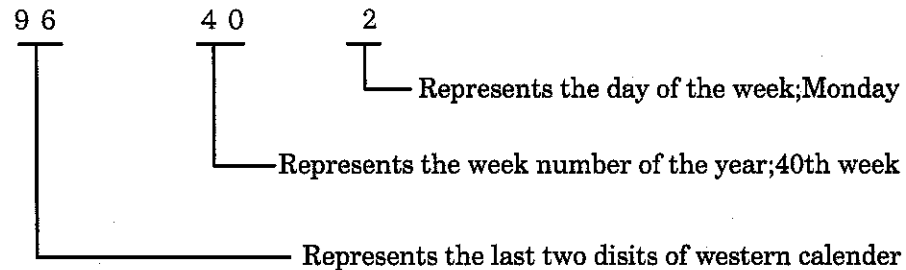 96 40 2
Represents the day of the week;Monday
Represents the week number of the year;40th week
Represents the last two disits of western calender